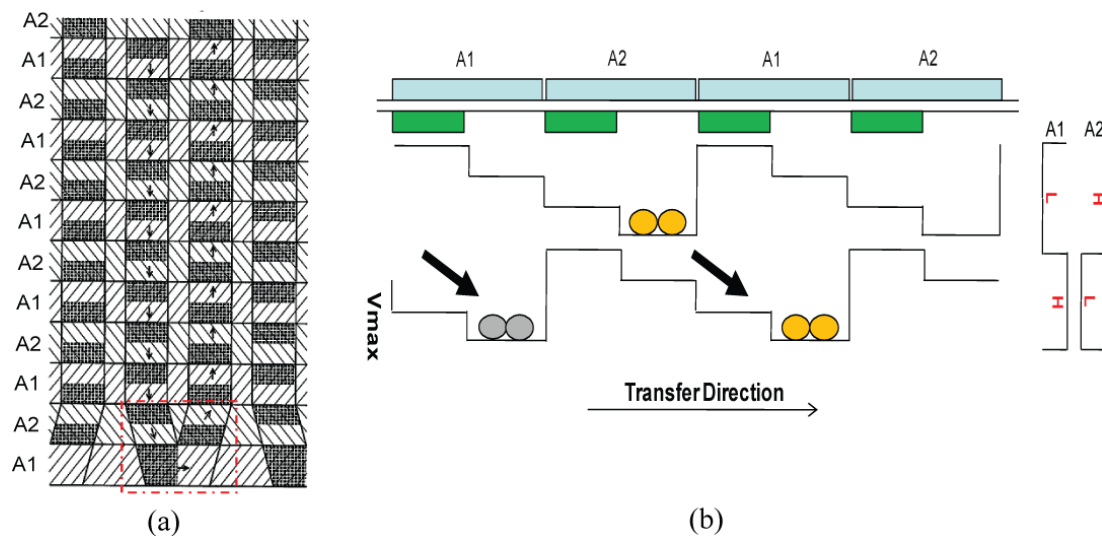 A2
A1
A2
A1
A2
A1
A2
A1
A2
A1
A2
A1
(a)
A1 A2 A1 A2
A1 A2
L H
H L
Vmax
Transfer Direction
(b)